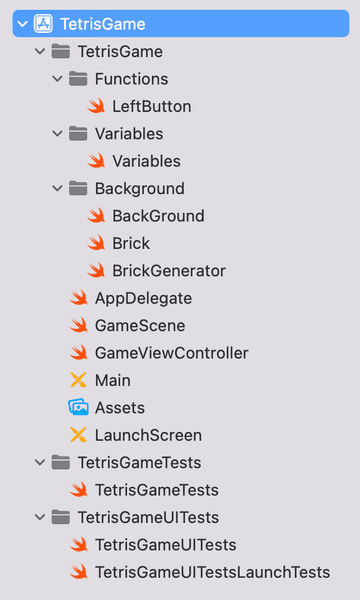 TetrisGame
TetrisGame
Functions
LeftButton
Variables
Variables
Background
BackGround
Brick
BrickGenerator
AppDelegate
GameScene
GameViewController
Main
Assets
LaunchScreen
TetrisGameTests
TetrisGameTests
TetrisGameUITests
TetrisGameUITests
TetrisGameUITestsLaunchTests